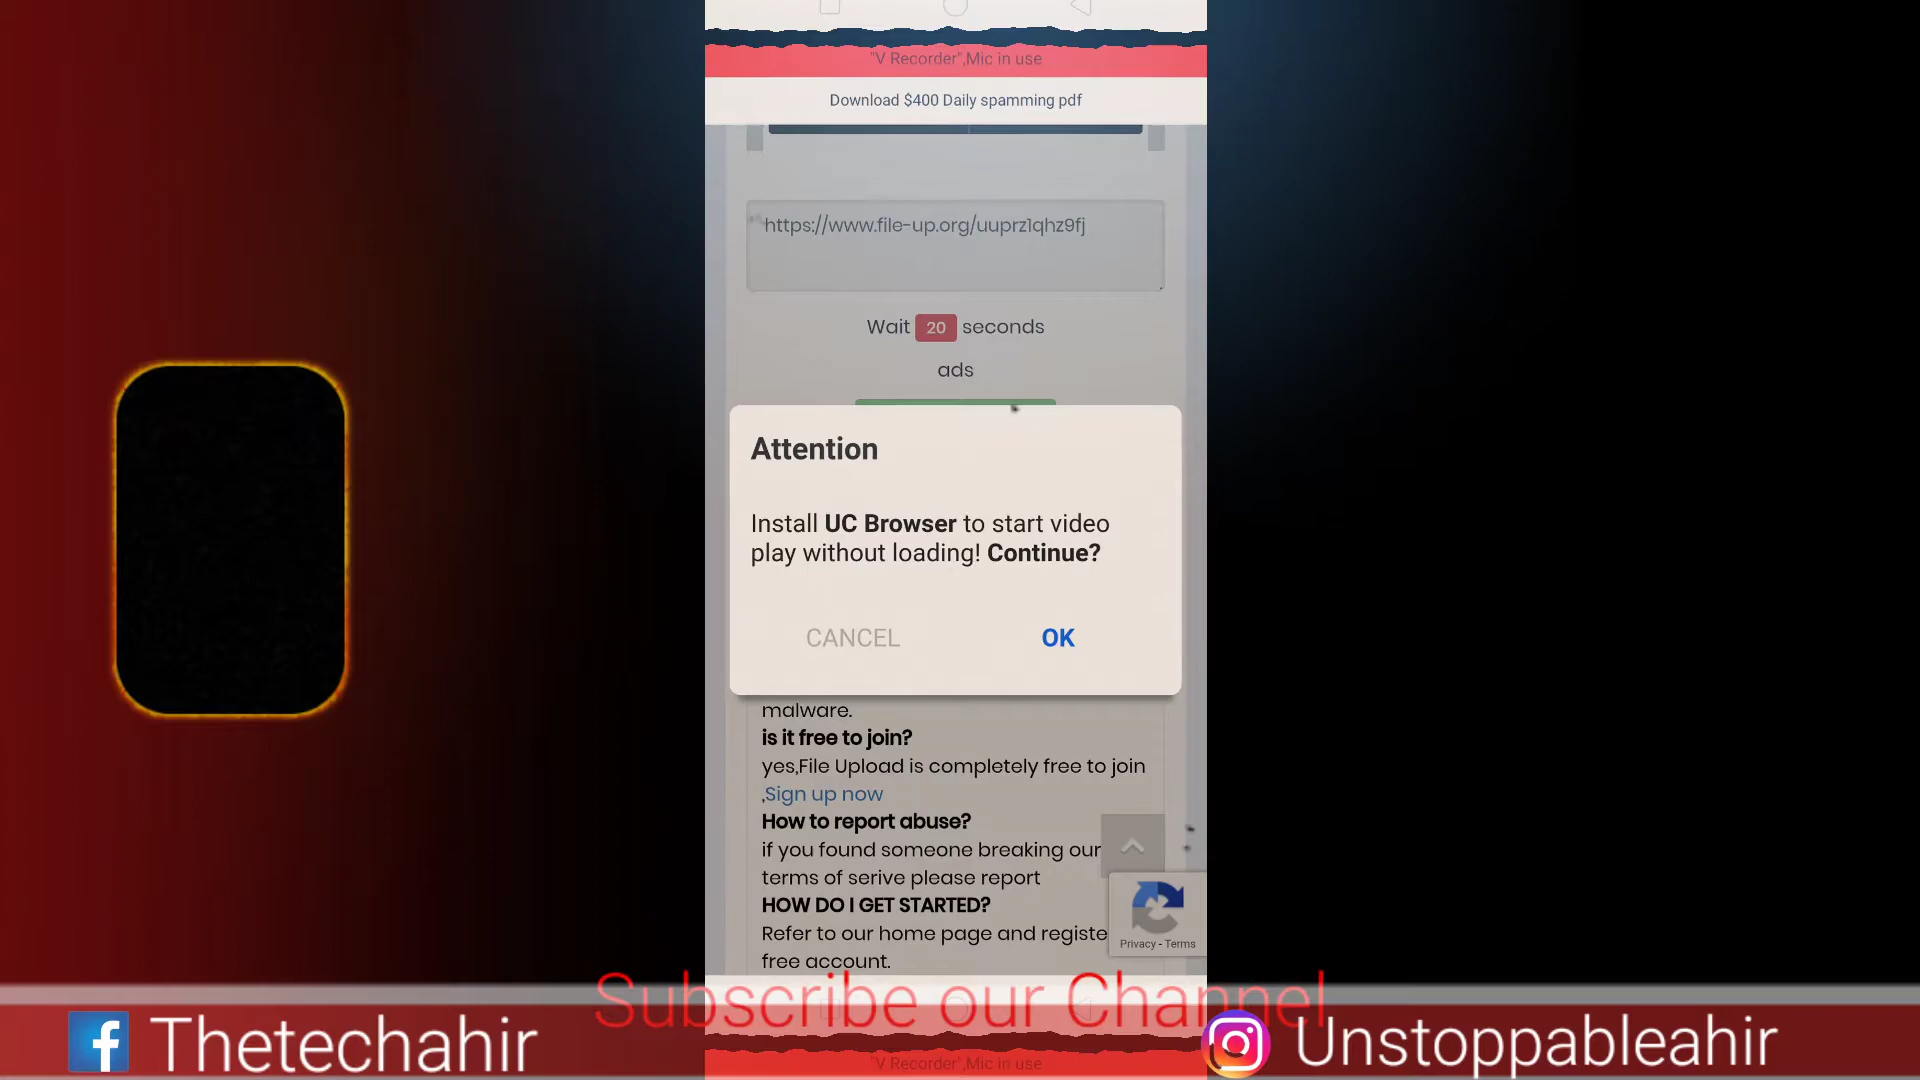 "V Recorder",Mic in use
Download $400 Daily spamming pdf
https://www.file-up.org/uuprz1qhz9fj
Wait 20 seconds
ads
Attention
Install UC Browser to start video
play without loading! Continue?
CANCEL
OK
malware.
is it free to join?
yes,File Upload is completely free to join
,Sign up now
How to report abuse?
if you found someone breaking our
terms of serive please report
HOW DO I GET STARTED?
Refer to our home page and registe
free account.
Privacy - Terms
Subscribe our Channel
f Thetechahir
Unstoppableahir
"V Recorder",Mic in use